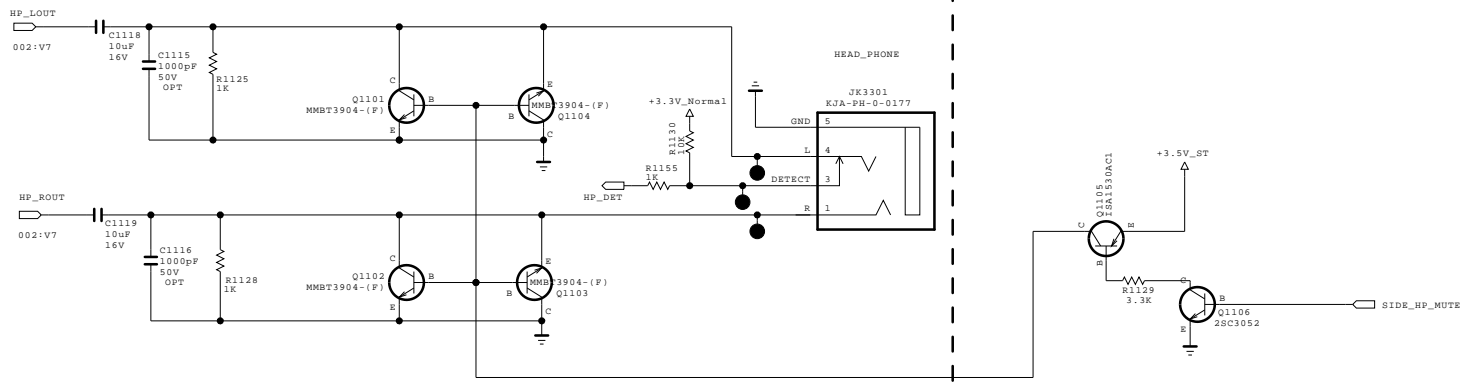 HP_LOUT
002:V7
C1118
10uF
16V
C1115
1000pF
50V
OPT
R1125
1K
C
Q1101
MMBT3904-(F)
B
E
E
MMBT3904-(F)
B
Q1104
C
HEAD_PHONE
JK3301
KJA-PH-0-0177
+3.3V_Normal
R1130
10K
R1155
1K
HP_DET
GND
5
L
4
DETECT
3
R
1
HP_ROUT
002:V7
C1119
10uF
16V
C1116
1000pF
50V
OPT
R1128
1K
C
Q1102
MMBT3904-(F)
B
E
E
MMBT3904-(F)
B
Q1103
C
Q1105
ISA1530AC1
+3.5V_ST
C
E
B
R1129
3.3K
C
B
Q1106
2SC3052
E
SIDE_HP_MUTE